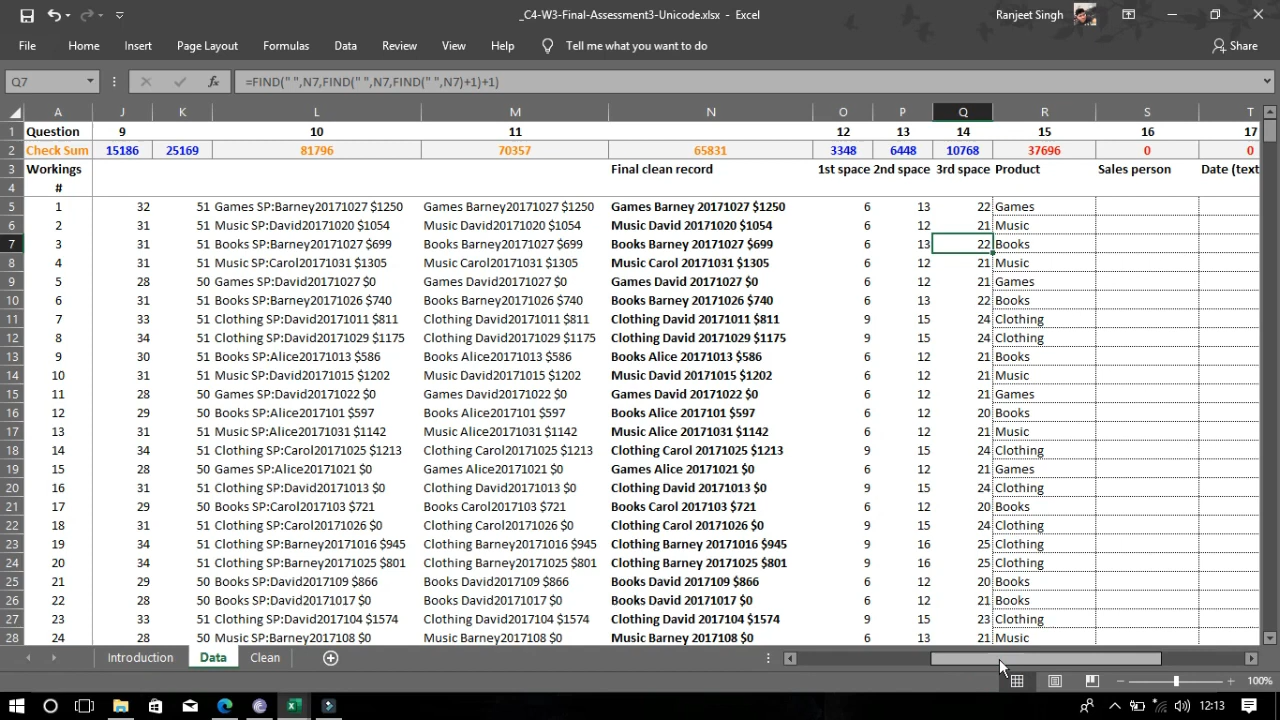 _C4-W3-Final-Assessment3-Unicode.xlsx - Excel
Ranjeet Singh
File Home Insert Page Layout Formulas Data Review View Help Tell me what you want to do Share
Q7 fx =FIND(" ",N7,FIND(" ",N7,FIND(" ",N7)+1)+1)
A J K L M N O P Q R S T
1 Question 9 10 11 12 13 14 15 16 17
2 Check Sum 15186 25169 81796 70357 65831 3348 6448 10768 37696 0 0
3 Workings Final clean record 1st space 2nd space 3rd space Product Sales person Date (text
4 #
5 1 32 51 Games SP:Barney20171027 $1250 Games Barney20171027 $1250 Games Barney 20171027 $1250 6 13 22 Games
6 2 31 51 Music SP:David20171020 $1054 Music David20171020 $1054 Music David 20171020 $1054 6 12 21 Music
7 3 31 51 Books SP:Barney20171027 $699 Books Barney20171027 $699 Books Barney 20171027 $699 6 13 22 Books
8 4 31 51 Music SP:Carol20171031 $1305 Music Carol20171031 $1305 Music Carol 20171031 $1305 6 12 21 Music
9 5 28 50 Games SP:David20171027 $0 Games David20171027 $0 Games David 20171027 $0 6 12 21 Games
10 6 31 51 Books SP:Barney20171026 $740 Books Barney20171026 $740 Books Barney 20171026 $740 6 13 22 Books
11 7 33 51 Clothing SP:David20171011 $811 Clothing David20171011 $811 Clothing David 20171011 $811 9 15 24 Clothing
12 8 34 51 Clothing SP:David20171029 $1175 Clothing David20171029 $1175 Clothing David 20171029 $1175 9 15 24 Clothing
13 9 30 51 Books SP:Alice20171013 $586 Books Alice20171013 $586 Books Alice 20171013 $586 6 12 21 Books
14 10 31 51 Music SP:David20171015 $1202 Music David20171015 $1202 Music David 20171015 $1202 6 12 21 Music
15 11 28 50 Games SP:David20171022 $0 Games David20171022 $0 Games David 20171022 $0 6 12 21 Games
16 12 29 51 Books SP:Alice2017101 $597 Books Alice2017101 $597 Books Alice 2017101 $597 6 12 20 Books
17 13 31 51 Music SP:Alice20171031 $1142 Music Alice20171031 $1142 Music Alice 20171031 $1142 6 12 21 Music
18 14 34 51 Clothing SP:Carol20171025 $1213 Clothing Carol20171025 $1213 Clothing Carol 20171025 $1213 9 15 24 Clothing
19 15 28 50 Games SP:Alice20171021 $0 Games Alice20171021 $0 Games Alice 20171021 $0 6 12 21 Games
20 16 31 51 Clothing SP:David20171013 $0 Clothing David20171013 $0 Clothing David 20171013 $0 9 15 24 Clothing
21 17 29 50 Books SP:Carol2017103 $721 Books Carol2017103 $721 Books Carol 2017103 $721 6 12 20 Books
22 18 31 51 Clothing SP:Carol20171026 $0 Clothing Carol20171026 $0 Clothing Carol 20171026 $0 9 15 24 Clothing
23 19 34 51 Clothing SP:Barney20171016 $945 Clothing Barney20171016 $945 Clothing Barney 20171016 $945 9 16 25 Clothing
24 20 34 51 Clothing SP:Barney20171025 $801 Clothing Barney20171025 $801 Clothing Barney 20171025 $801 9 16 25 Clothing
25 21 29 50 Books SP:David2017109 $866 Books David2017109 $866 Books David 2017109 $866 6 12 20 Books
26 22 28 50 Books SP:David20171017 $0 Books David20171017 $0 Books David 20171017 $0 6 12 21 Books
27 23 33 51 Clothing SP:David2017104 $1574 Clothing David2017104 $1574 Clothing David 2017104 $1574 9 15 23 Clothing
28 24 28 50 Music SP:Barney2017108 $0 Music Barney2017108 $0 Music Barney 2017108 $0 6 13 21 Music
Introduction Data Clean
100%
12:13